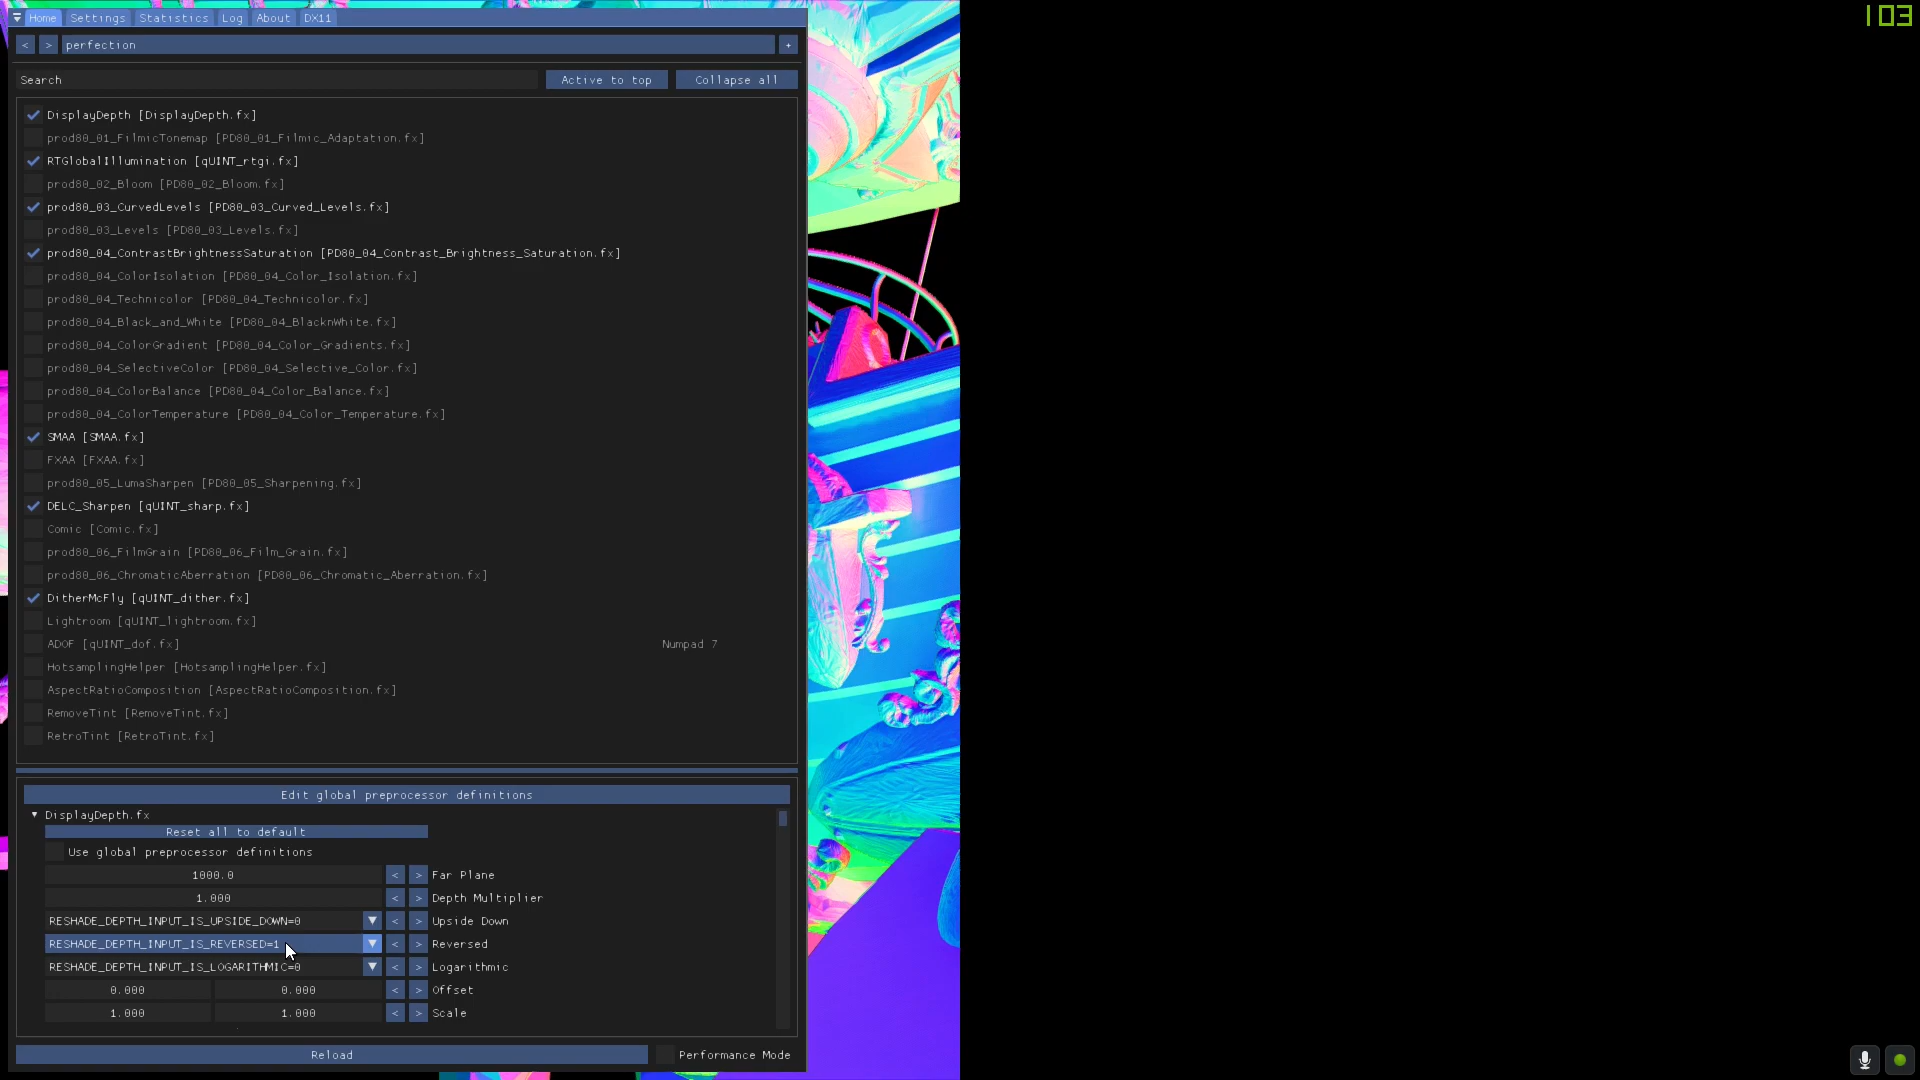 Home Settings Statistics Log About DX11
103
< > perfection +
Search Active to top Collapse all
DisplayDepth [DisplayDepth.fx]
prod80_01_FilmicTonemap [PD80_01_Filmic_Adaptation.fx]
RTGlobalIllumination [qUINT_rtgi.fx]
prod80_02_Bloom [PD80_02_Bloom.fx]
prod80_03_CurvedLevels [PD80_03_Curved_Levels.fx]
prod80_03_Levels [PD80_03_Levels.fx]
prod80_04_ContrastBrightnessSaturation [PD80_04_Contrast_Brightness_Saturation.fx]
prod80_04_ColorIsolation [PD80_04_Color_Isolation.fx]
prod80_04_Technicolor [PD80_04_Technicolor.fx]
prod80_04_Black_and_White [PD80_04_BlacknWhite.fx]
prod80_04_ColorGradient [PD80_04_Color_Gradients.fx]
prod80_04_SelectiveColor [PD80_04_Selective_Color.fx]
prod80_04_ColorBalance [PD80_04_Color_Balance.fx]
prod80_04_ColorTemperature [PD80_04_Color_Temperature.fx]
SMAA [SMAA.fx]
FXAA [FXAA.fx]
prod80_05_LumaSharpen [PD80_05_Sharpening.fx]
DELC_Sharpen [qUINT_sharp.fx]
Comic [Comic.fx]
prod80_06_FilmGrain [PD80_06_Film_Grain.fx]
prod80_06_ChromaticAberration [PD80_06_Chromatic_Aberration.fx]
DitherMcFly [qUINT_dither.fx]
Lightroom [qUINT_lightroom.fx]
ADOF [qUINT_dof.fx] Numpad 7
HotsamplingHelper [HotsamplingHelper.fx]
AspectRatioComposition [AspectRatioComposition.fx]
RemoveTint [RemoveTint.fx]
RetroTint [RetroTint.fx]
Edit global preprocessor definitions
DisplayDepth.fx
Reset all to default
Use global preprocessor definitions
1000.0 < > Far Plane
1.000 < > Depth Multiplier
RESHADE_DEPTH_INPUT_IS_UPSIDE_DOWN=0 < > Upside Down
RESHADE_DEPTH_INPUT_IS_REVERSED=1 < > Reversed
RESHADE_DEPTH_INPUT_IS_LOGARITHMIC=0 < > Logarithmic
0.000 0.000 < > Offset
1.000 1.000 < > Scale
Reload Performance Mode